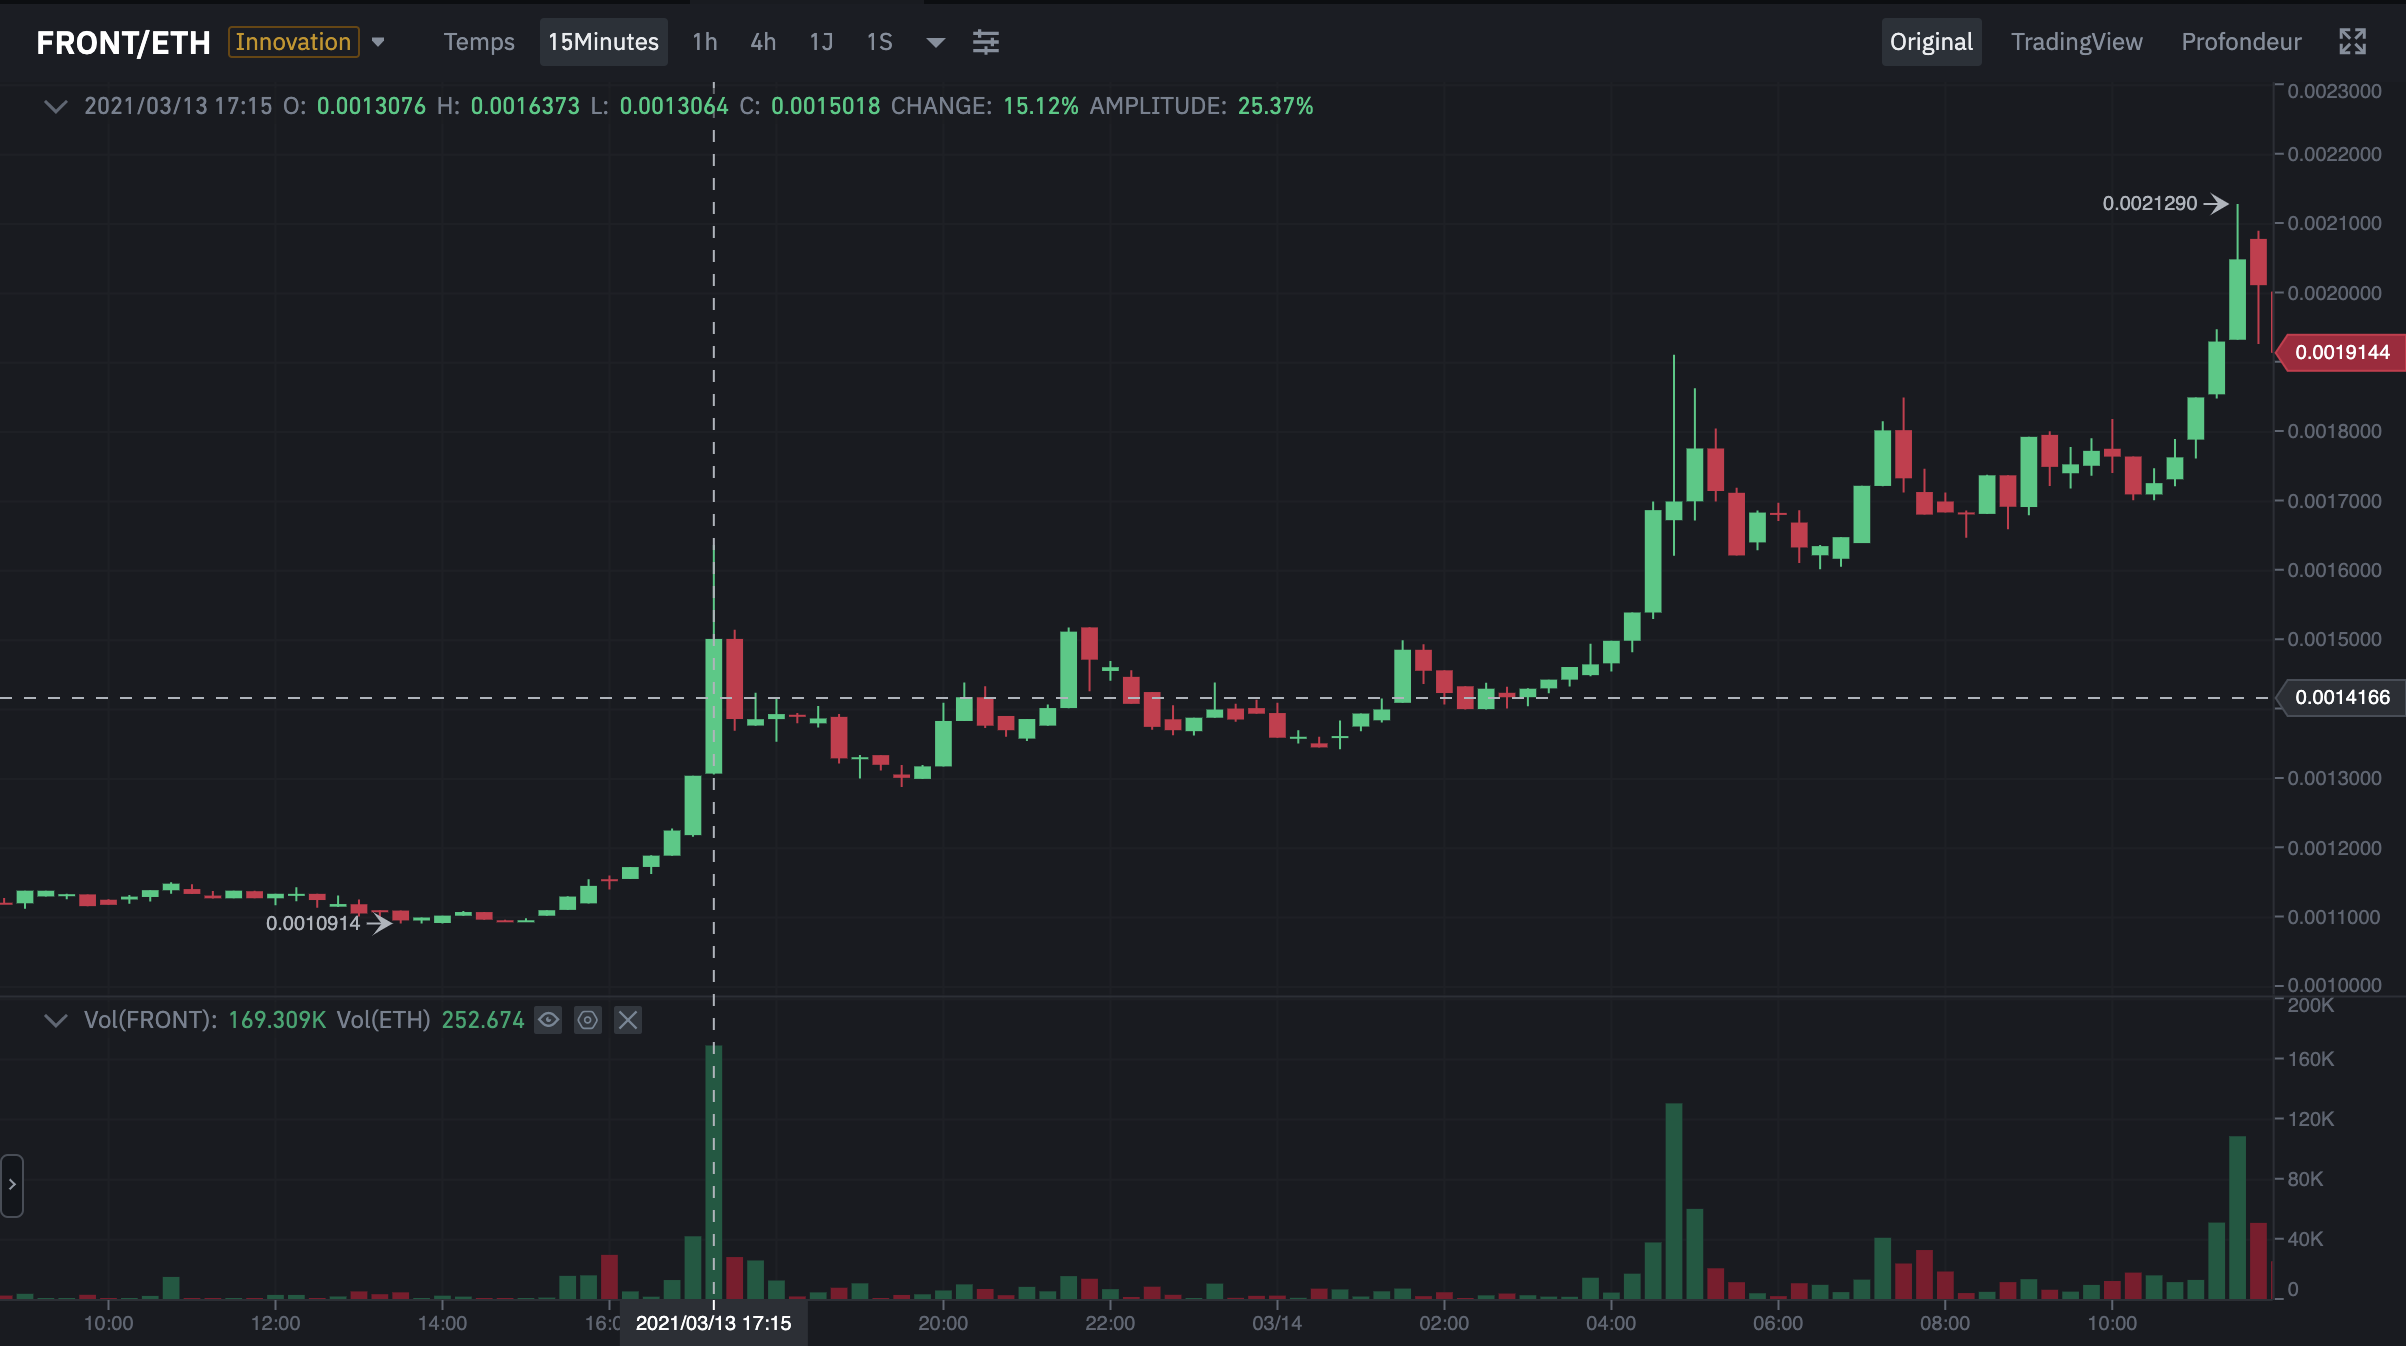 FRONT/ETH Innovation Temps 15Minutes 1h 4h 1J 1S Original TradingView Profondeur
2021/03/13 17:15 O: 0.0013076 H: 0.0016373 L: 0.0013064 C: 0.0015018 CHANGE: 15.12% AMPLITUDE: 25.37%
0.0023000
0.0022000
0.0021290
0.0021000
0.0020000
0.0019144
0.0018000
0.0017000
0.0016000
0.0015000
0.0014166
0.0013000
0.0012000
0.0010914
0.0011000
0.0010000
Vol(FRONT): 169.309K Vol(ETH) 252.674
200K
160K
120K
80K
40K
0
10:00 12:00 14:00 16:0 2021/03/13 17:15 20:00 22:00 03/14 02:00 04:00 06:00 08:00 10:00